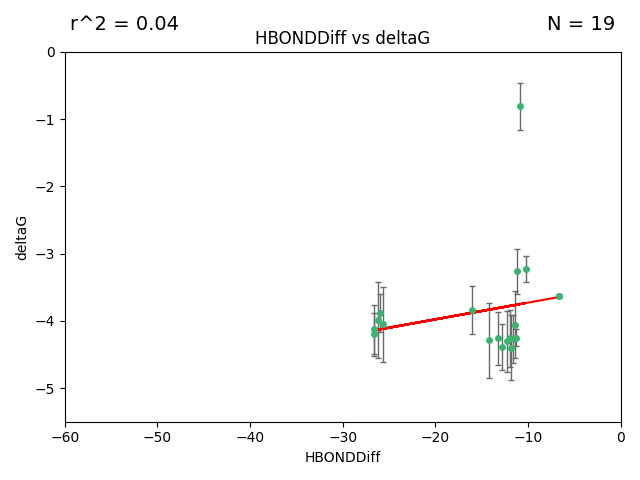 r^2 = 0.04
N = 19
HBONDDiff vs deltaG
0
−1
−2
−3
−4
−5
deltaG
−60
−50
−40
−30
−20
−10
0
HBONDDiff